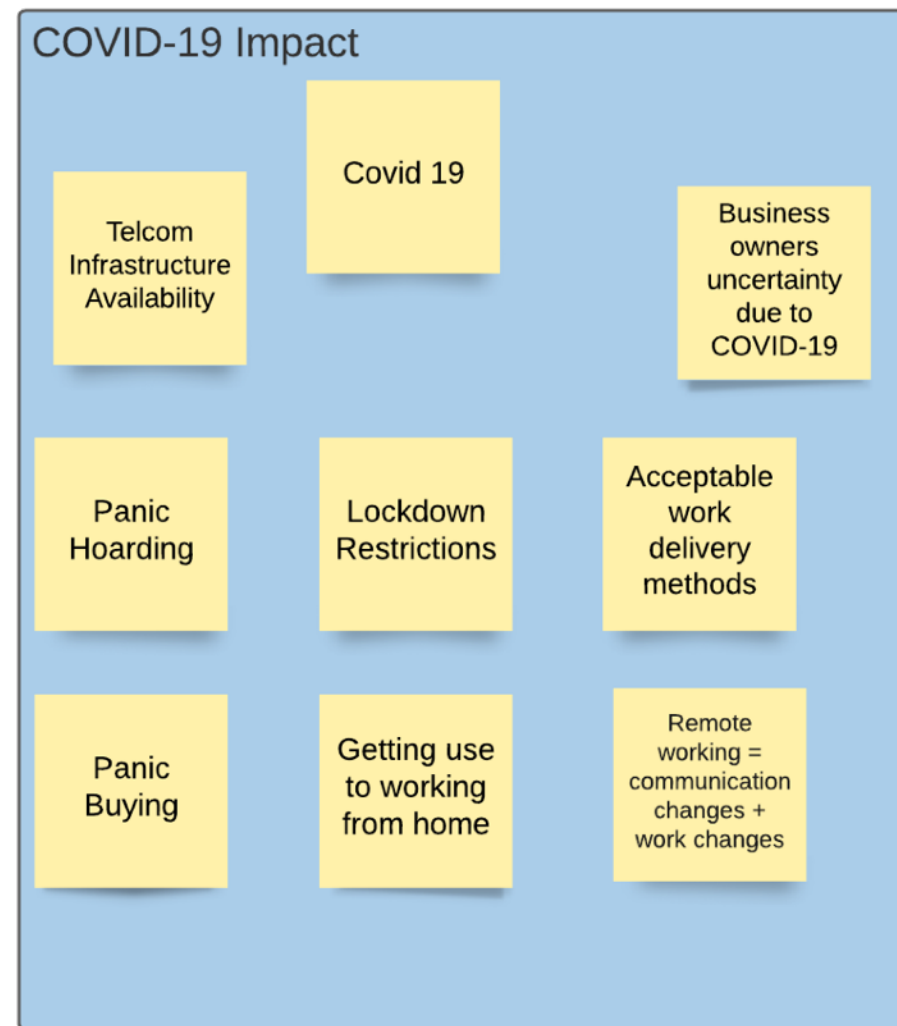 COVID-19 Impact
Covid 19
Telcom
Infrastructure
Availability
Business
owners
uncertainty
due to
COVID-19
Panic
Hoarding
Lockdown
Restrictions
Acceptable
work
delivery
methods
Panic
Buying
Getting use
to working
from home
Remote
working =
communication
changes +
work changes